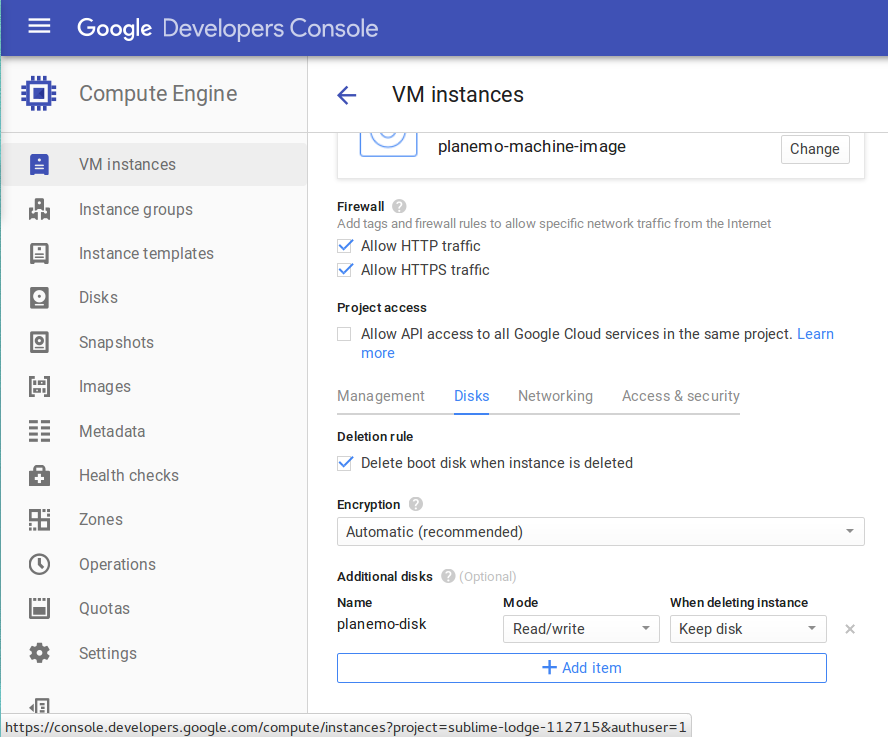 Google Developers Console
Compute Engine
VM instances
Instance groups
Instance templates
Disks
Snapshots
Images
Metadata
Health checks
Zones
Operations
Quotas
Settings
VM instances
planemo-machine-image
Change
Firewall ?
Add tags and firewall rules to allow specific network traffic from the Internet
Allow HTTP traffic
Allow HTTPS traffic
Project access
Allow API access to all Google Cloud services in the same project. Learn
more
Management Disks Networking Access & security
Deletion rule
Delete boot disk when instance is deleted
Encryption ?
Automatic (recommended)
Additional disks ? (Optional)
Name Mode When deleting instance
planemo-disk Read/write Keep disk
Add item
https://console.developers.google.com/compute/instances?project=sublime-lodge-112715&authuser=1